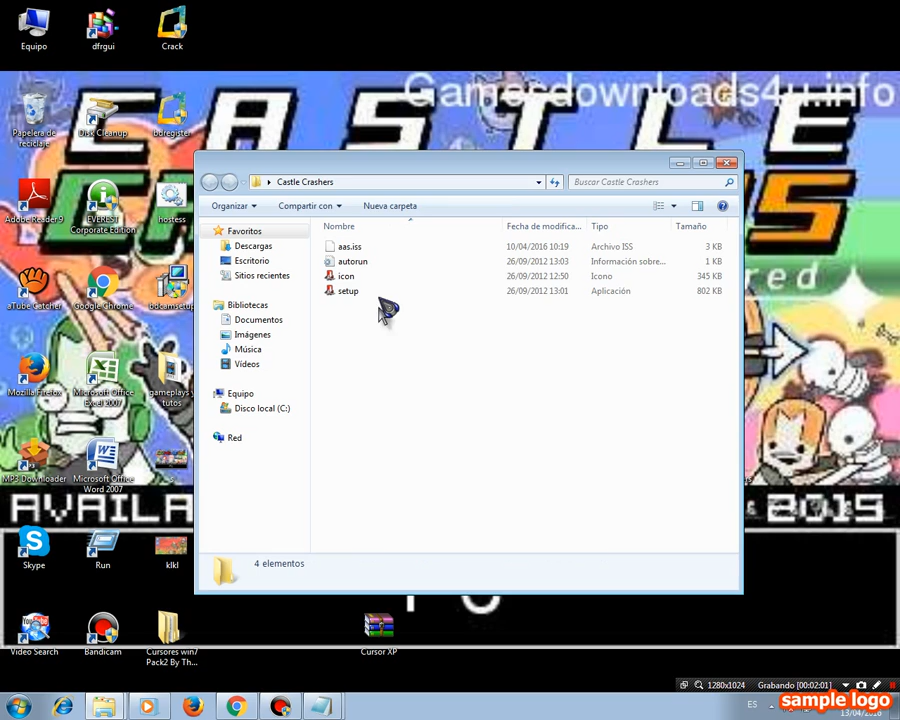 Equipo
dfrgui
Crack
Gamesdownloads4u.info
CASTLE
Papelera de
reciclaje
Disk Cleanup
bdregister
Castle Crashers
Buscar Castle Crashers
Organizar
Compartir con
Nueva carpeta
Adobe Reader 9
EVEREST
Corporate Edition
hostess
Favoritos
Descargas
Escritorio
Sitios recientes
Bibliotecas
Documentos
Imágenes
Música
Vídeos
Equipo
Disco local (C:)
Red
Nombre
Fecha de modifica...
Tipo
Tamaño
aas.iss
10/04/2016 10:19
Archivo ISS
3 KB
autorun
26/09/2012 13:03
Información sobre...
1 KB
icon
26/09/2012 12:50
Icono
345 KB
setup
26/09/2012 13:01
Aplicación
802 KB
aTube Catcher
Google Chrome
bdcamsetup
Mozilla Firefox
Microsoft Office
Excel 2007
gameplays y
tutos
MP3 Downloader
Microsoft Office
Word 2007
AVAILA
2015
4 elementos
Skype
Run
klkl
Video Search
Bandicam
Cursores win7
Pack2 By Th...
Cursor XP
1280x1024
Grabando [00:02:01]
ES
sample logo
13/04/2016